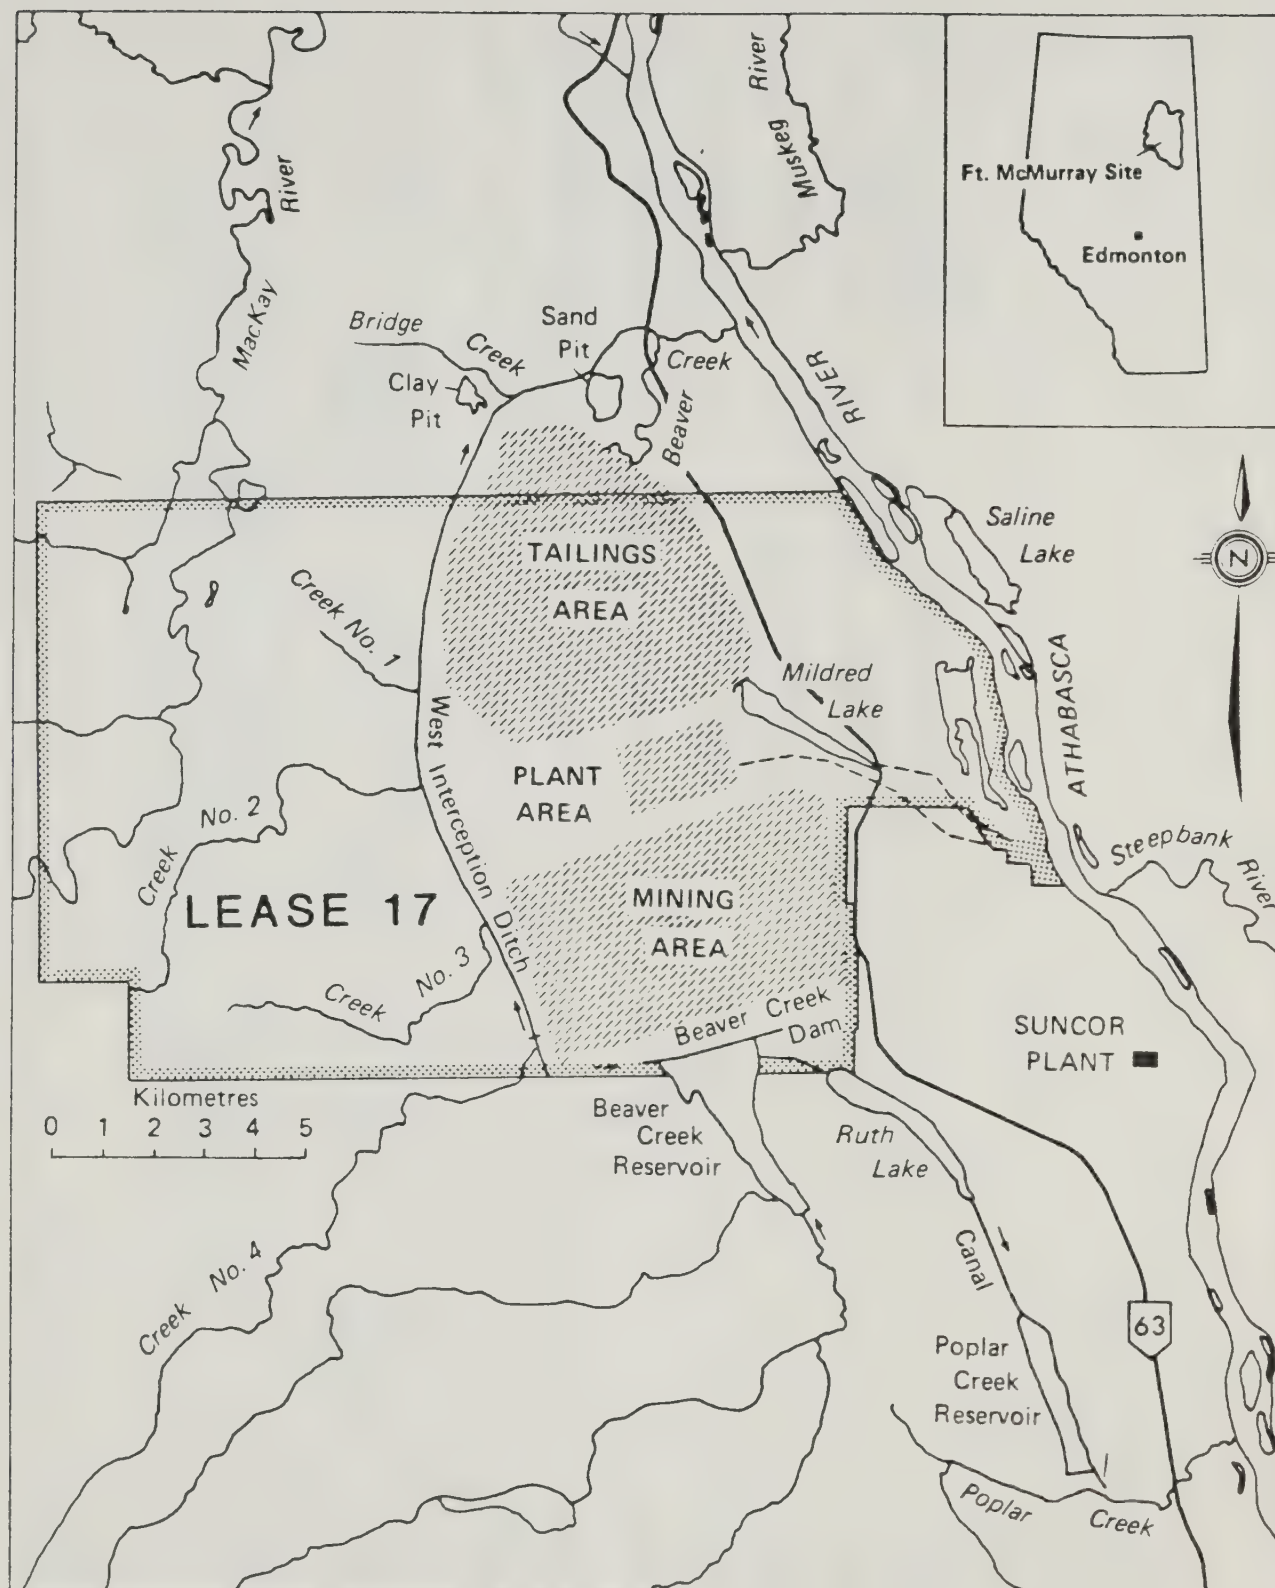 Muskeg River
Ft. McMurray Site
Edmonton
MacKay River
Bridge Creek
Sand
Pit
Clay
Pit
Beaver Creek
RIVER
Saline
Lake
N
TAILINGS
AREA
Creek No. 1
Mildred
Lake
ATHABASCA
West Interception Ditch
PLANT
AREA
Creek No. 2
Steepbank River
LEASE 17
MINING
AREA
Creek No. 3
Beaver Creek
Dam
SUNCOR
PLANT
Kilometres
0 1 2 3 4 5
Beaver
Creek
Reservoir
Ruth
Lake
Creek No. 4
Canal
63
Poplar
Creek
Reservoir
Poplar Creek